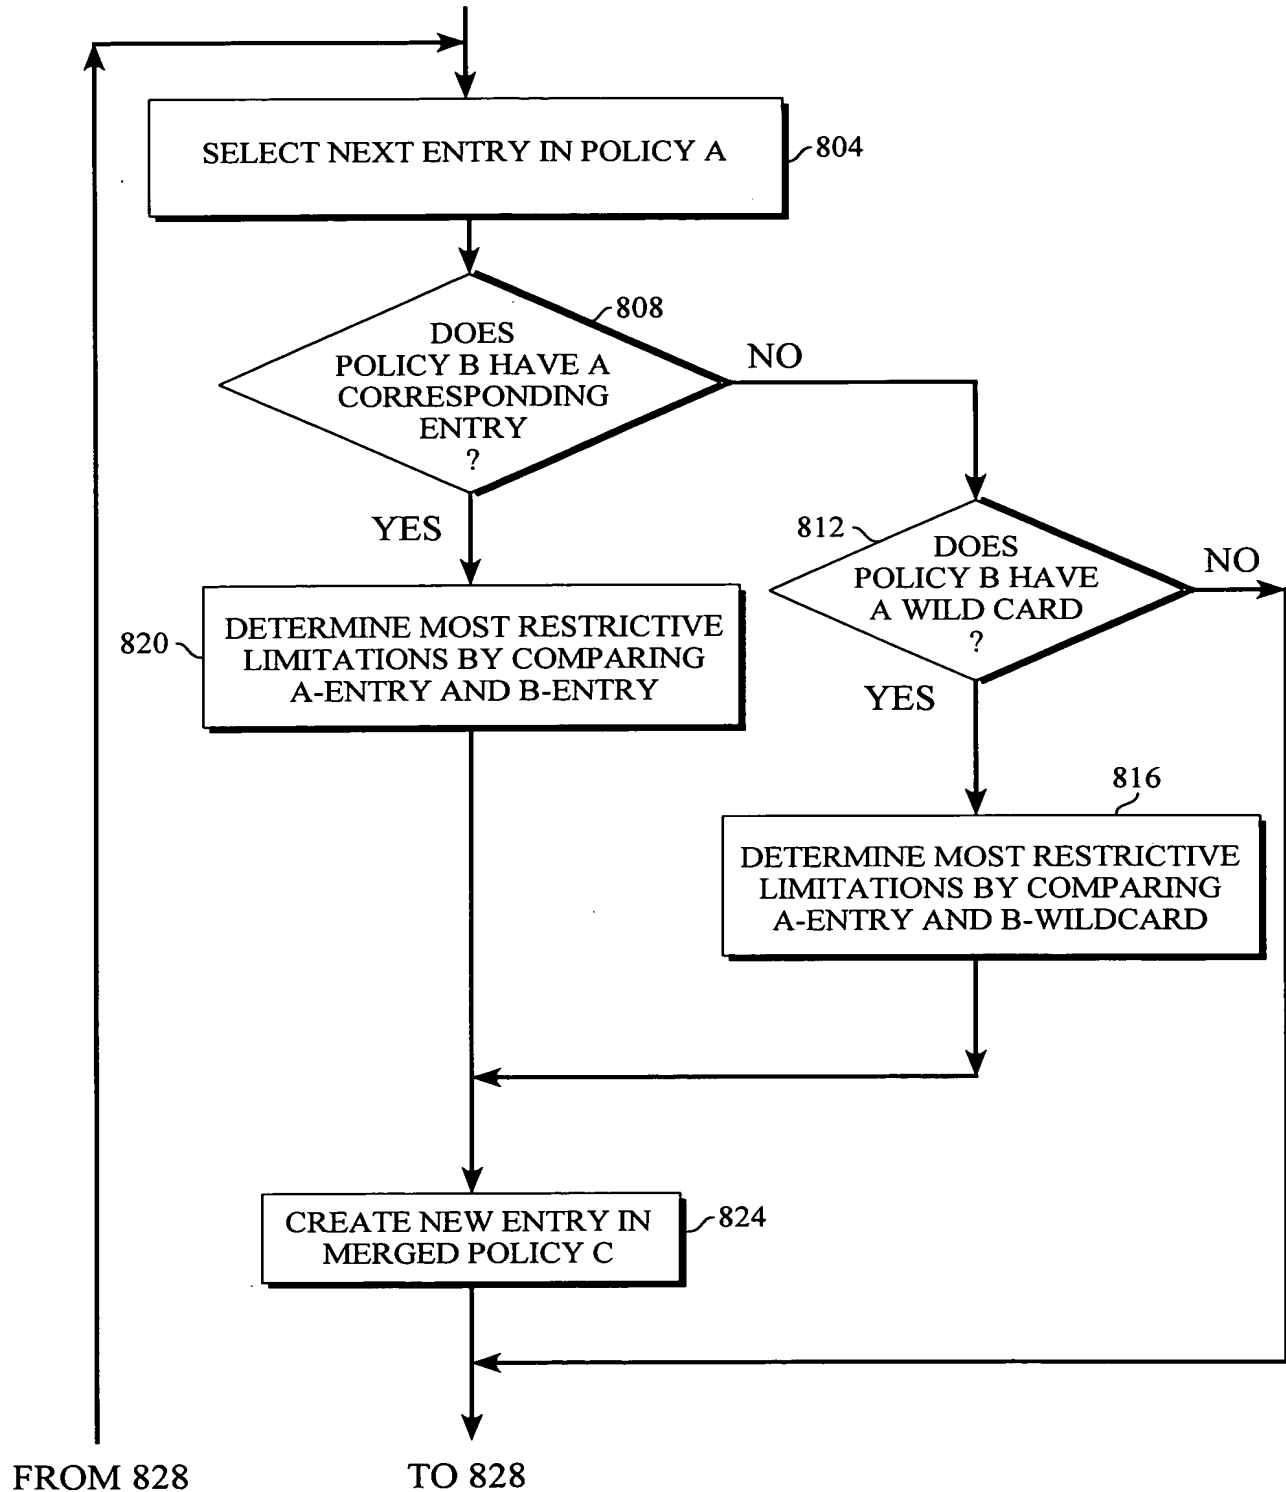 SELECT NEXT ENTRY IN POLICY A
804
808
DOES
POLICY B HAVE A
CORRESPONDING
ENTRY
?
NO
YES
812
DOES
POLICY B HAVE
A WILD CARD
?
NO
YES
820
DETERMINE MOST RESTRICTIVE
LIMITATIONS BY COMPARING
A-ENTRY AND B-ENTRY
816
DETERMINE MOST RESTRICTIVE
LIMITATIONS BY COMPARING
A-ENTRY AND B-WILDCARD
CREATE NEW ENTRY IN
MERGED POLICY C
824
FROM 828
TO 828